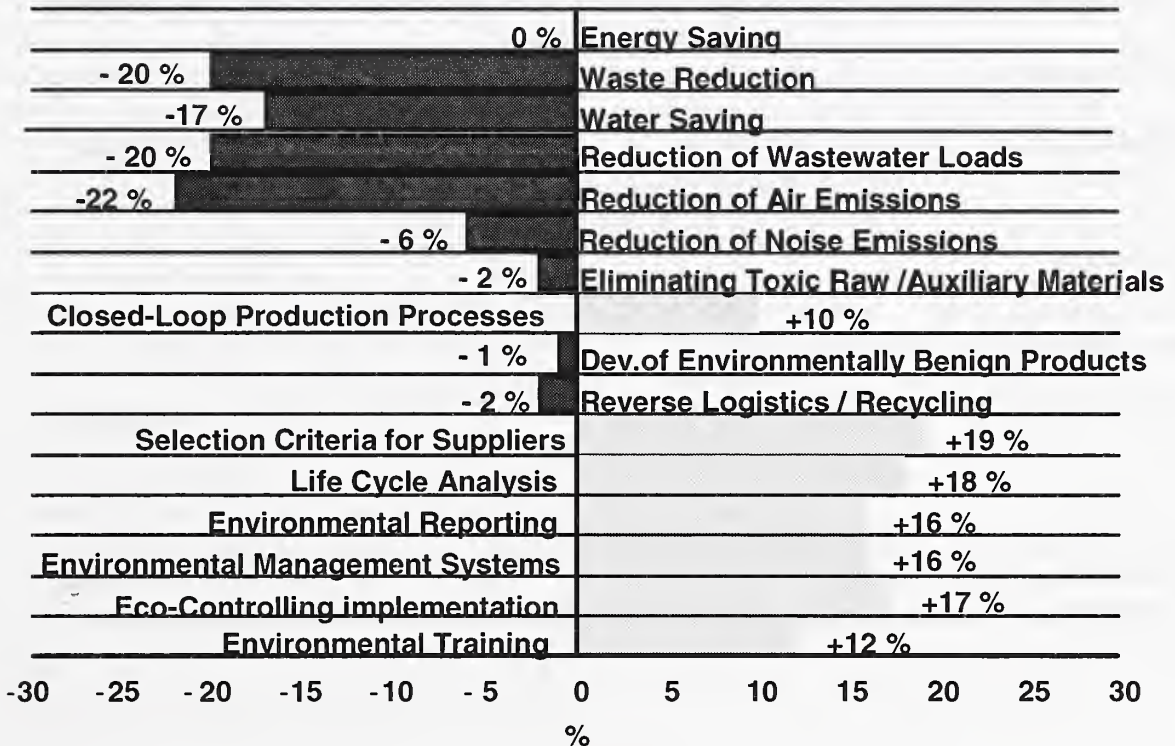 0 % Energy Saving
- 20 % Waste Reduction
-17 % Water Saving
- 20 % Reduction of Wastewater Loads
-22 % Reduction of Air Emissions
- 6 % Reduction of Noise Emissions
- 2 % Eliminating Toxic Raw /Auxiliary Materials
Closed-Loop Production Processes +10 %
- 1 % Dev.of Environmentally Benign Products
- 2 % Reverse Logistics / Recycling
Selection Criteria for Suppliers +19 %
Life Cycle Analysis +18 %
Environmental Reporting +16 %
Environmental Management Systems +16 %
Eco-Controlling implementation +17 %
Environmental Training +12 %
-30 -25 - 20 -15 -10 - 5 0 5 10 15 20 25 30
%